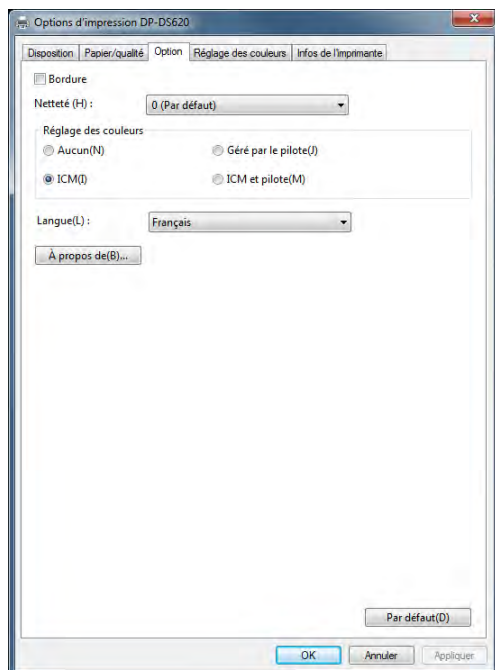 Options d'impression DP-DS620
Disposition Papier/qualité Option Réglage des couleurs Infos de l'imprimante
Bordure
Netteté (H) : 0 (Par défaut)
Réglage des couleurs
Aucun(N) Géré par le pilote(J)
ICM(I) ICM et pilote(M)
Langue(L) : Français
À propos de(B)...
Par défaut(D)
OK Annuler Appliquer